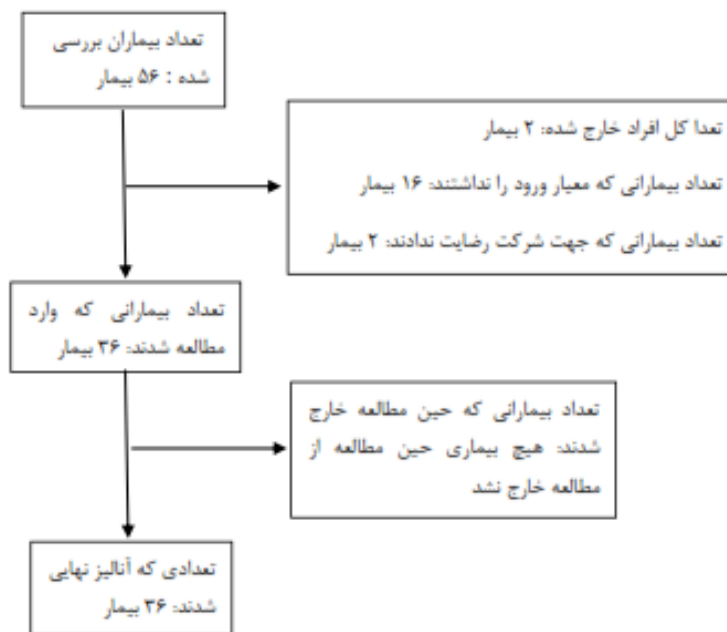 تعداد بیماران بررسی
شده : ۵۶ بیمار
تعدا کل افراد خارج شده: ۲ بیمار
تعداد بیمارانی که معیار ورود را نداشتند: ۱۶ بیمار
تعداد بیمارانی که جهت شرکت رضایت ندادند: ۲ بیمار
تعداد بیمارانی که وارد
مطالعه شدند: ۳۶ بیمار
تعداد بیمارانی که حین مطالعه خارج
شدند: هیچ بیماری حین مطالعه از
مطالعه خارج نشد
تعدادی که آنالیز نهایی
شدند: ۳۶ بیمار